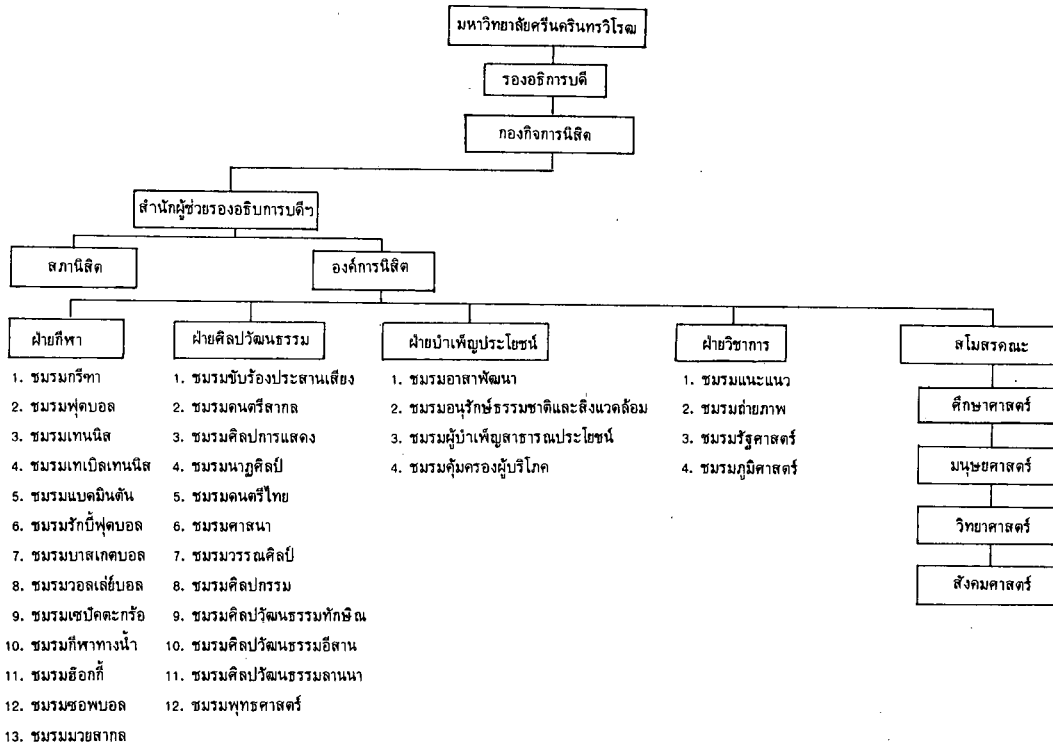 มหาวิทยาลัยศรีนครินทรวิโรฒ
รองอธิการบดี
กองกิจการนิสิต
สำนักผู้ช่วยรองอธิบการบดีฯ
สภานิสิต
องค์การนิสิต
ฝ่ายกีฬา
1. ชมรมกรีฑา
2. ชมรมฟุตบอล
3. ชมรมเทนนิส
4. ชมรมเทเบิลเทนนิส
5. ชมรมแบดมินตัน
6. ชมรมรักบี้ฟุตบอล
7. ชมรมบาสเกตบอล
8. ชมรมวอลเล่ย์บอล
9. ชมรมเซปัคตะกร้อ
10. ชมรมกีฬาทางน้ำ
11. ชมรมฮ๊อกกี้
12. ชมรมซอพบอล
13. ชมรมมวยสากล
ฝ่ายศิลปวัฒนธรรม
1. ชมรมขับร้องประสานเสียง
2. ชมรมดนตรีสากล
3. ชมรมศิลปการแสดง
4. ชมรมนาฏศิลป์
5. ชมรมดนตรีไทย
6. ชมรมศาสนา
7. ชมรมวรรณศิลป์
8. ชมรมศิลปกรรม
9. ชมรมศิลปวัฒนธรรมทักษิณ
10. ชมรมศิลปวัฒนธรรมอีสาน
11. ชมรมศิลปวัฒนธรรมลานนา
12. ชมรมพุทธศาสตร์
ฝ่ายบำเพ็ญประโยชน์
1. ชมรมอาสาพัฒนา
2. ชมรมอนุรักษ์ธรรมชาติและสิ่งแวดล้อม
3. ชมรมผู้บำเพ็ญสาธารณประโยชน์
4. ชมรมคุ้มครองผู้บริโภค
ฝ่ายวิชาการ
1. ชมรมแนะแนว
2. ชมรมถ่ายภาพ
3. ชมรมรัฐศาสตร์
4. ชมรมภูมิศาสตร์
สโมสรคณะ
ศึกษาศาสตร์
มนุษยศาสตร์
วิทยาศาสตร์
สังคมศาสตร์